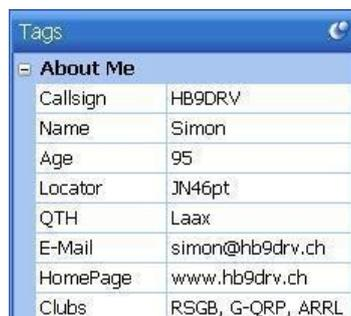 Tags
About Me
Callsign HB9DRV
Name Simon
Age 95
Locator JN46pt
QTH Laax
E-Mail simon@hb9drv.ch
HomePage www.hb9drv.ch
Clubs RSGB, G-QRP, ARRL